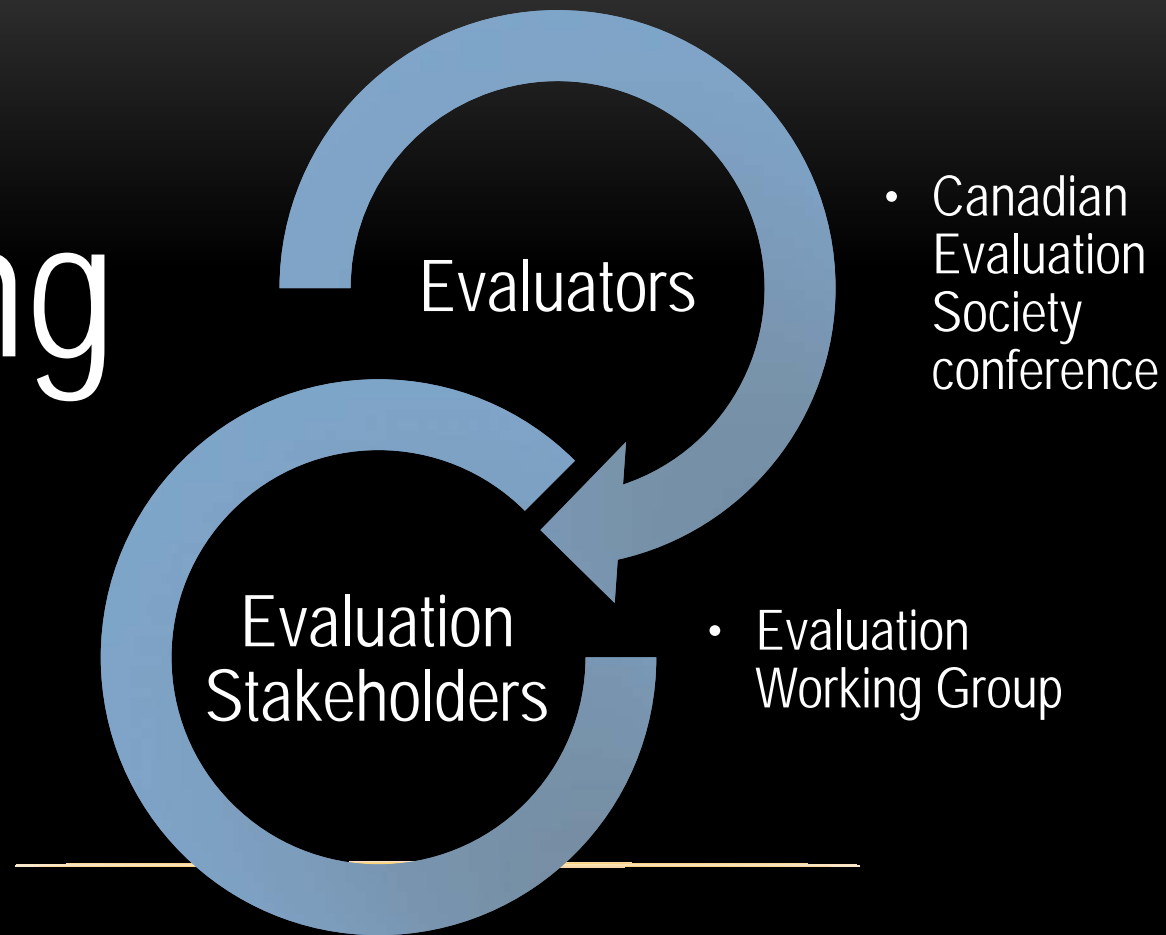 ng
Evaluators
• Canadian
Evaluation
Society
conference
Evaluation
Stakeholders
• Evaluation
Working Group